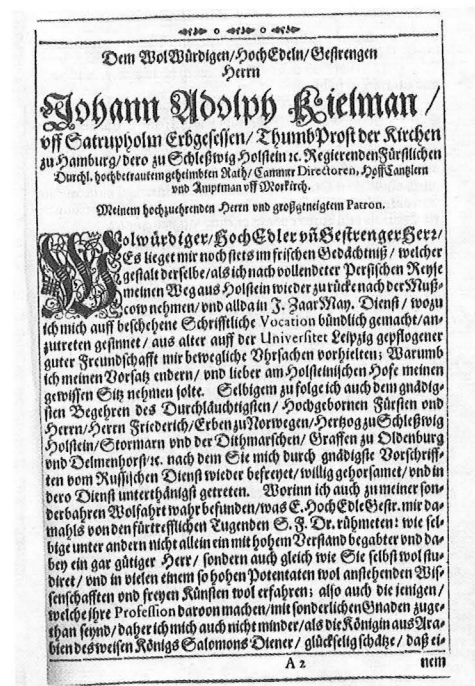 Dem WolWürdigen/HochEdeln/Gestrengen
Herrn
Johann Adolph Kielman/
vff Satrupholm Erbgesessen/ThumbProst der Kirchen
zu Hamburg/dero zu Schleßwig Holstein ꝛc. Regierenden Fürstlichen
Durchl. hochbetrautem geheimbten Rath/Cammer Directoren, Hoff Cantzlern
vnd Amptman vff Morkirch.
Meinem hochzuehrenden Herrn vnd großgeneigtem Patron.
Wolwürdiger/HochEdler vñ Gestrenger Herꝛ/
Es lieget mir noch stets im frischen Gedächtniß/welcher
gestalt derselbe/als ich nach vollendeter Persischen Reyse
meinen Weg aus Holstein wieder zu rücke nach der Muß-
cow nehmen/vnd allda in J. Zaar May. Dienst/wozu
ich mich auff beschehene Schrifftliche Vocation bündlich gemacht/an-
zutreten gesinnet/aus alter auff der Universitet Leipzig gepflogener
guter Freundschafft mir bewegliche Vhrsachen vorhielten; Warumb
ich meinen Vorsatz endern/vnd lieber am Holsteinischen Hofe meinen
gewissen Sitz nehmen solte. Selbigem zu folge ich auch dem gnädig-
sten Begehren des Durchläuchtigsten/Hochgebornen Fürsten vnd
Herrn/Herrn Friederich/Erben zu Norwegen/Hertzog zu Schleßwig
Holstein/Stormarn vnd der Dithmarschen/Graffen zu Oldenburg
vnd Delmenhorst/ꝛc. nach dem Sie mich durch gnädigste Vorschriff-
ten vom Russischen Dienst wieder befreyet/willig gehorsamet/vnd in
dero Dienst vnterthänigst getreten. Worinn ich auch zu meiner son-
derbahren Wolfahrt wahr befunden/was E. HochEdle Gestr. mir da-
mahls von den fürtrefflichen Tugenden S. F. Dr. rühmeten: wie sel-
bige unter andern nicht allein ein mit hohem Verstand begabter vnd da-
bey ein gar gütiger Herr/sondern auch gleich wie Sie selbst wol stu-
diret/vnd in vielen einem so hohen Potentaten wol anstehenden Wis-
senschafften vnd freyen Künsten wol erfahren; also auch die jenigen/
welche jhre Profession daroon machen/mit sonderlichen Gnaden zuge-
than seynd/daher ich mich auch nicht minder/als die Königin aus Ara-
bien des weisen Königs Salomons Diener/glückselig schätze/daß ei-
A 2 nem